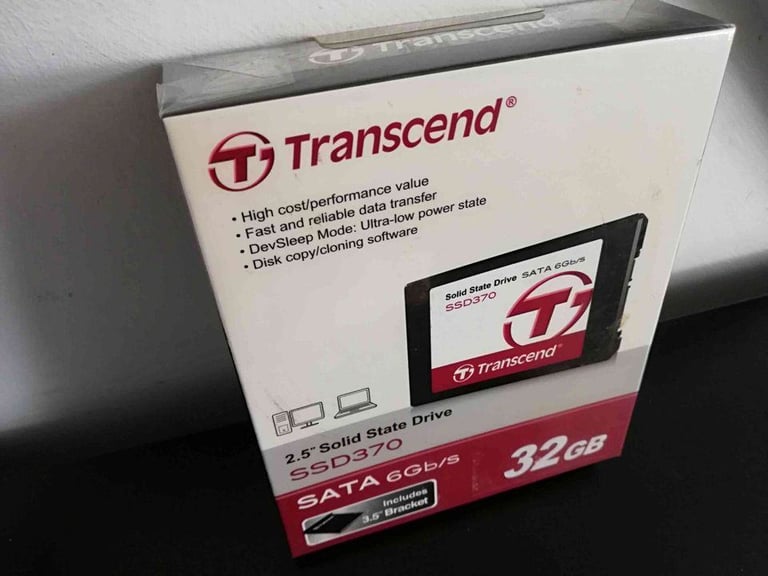 Transcend
Transcend®
• High cost/performance value
• Fast and reliable data transfer
• DevSleep Mode: Ultra-low power state
• Disk copy/cloning software
Solid State Drive SATA 6Gb/s
SSD370
Transcend
2.5" Solid State Drive
SSD370
SATA 6Gb/s
32GB
Includes
3.5" Bracket